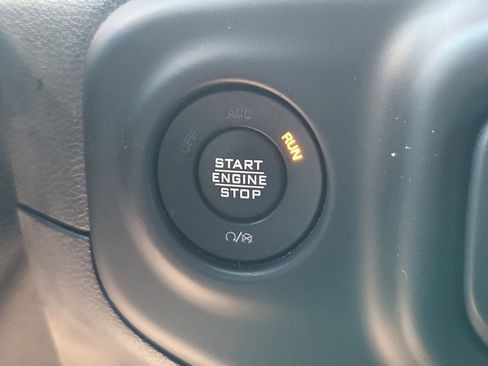 OFF
ACC
RUN
START
ENGINE
STOP